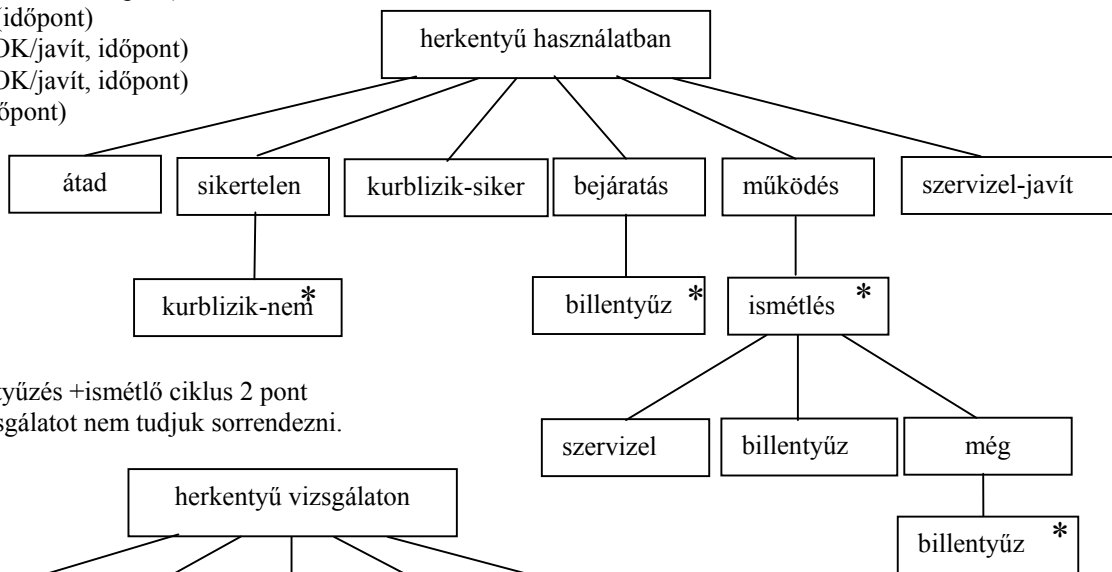 időpont)
OK/javít, időpont)
OK/javít, időpont)
őpont)
herkentyű használatban
átad
sikertelen
kurblizik-siker
bejáratás
működés
szervizel-javít
kurblizik-nem*
billentyűz *
ismétlés *
tyűzés +ismétlő ciklus 2 pont
sgálatot nem tudjuk sorrendezni.
szervizel
billentyűz
még
herkentyű vizsgálaton
billentyűz *